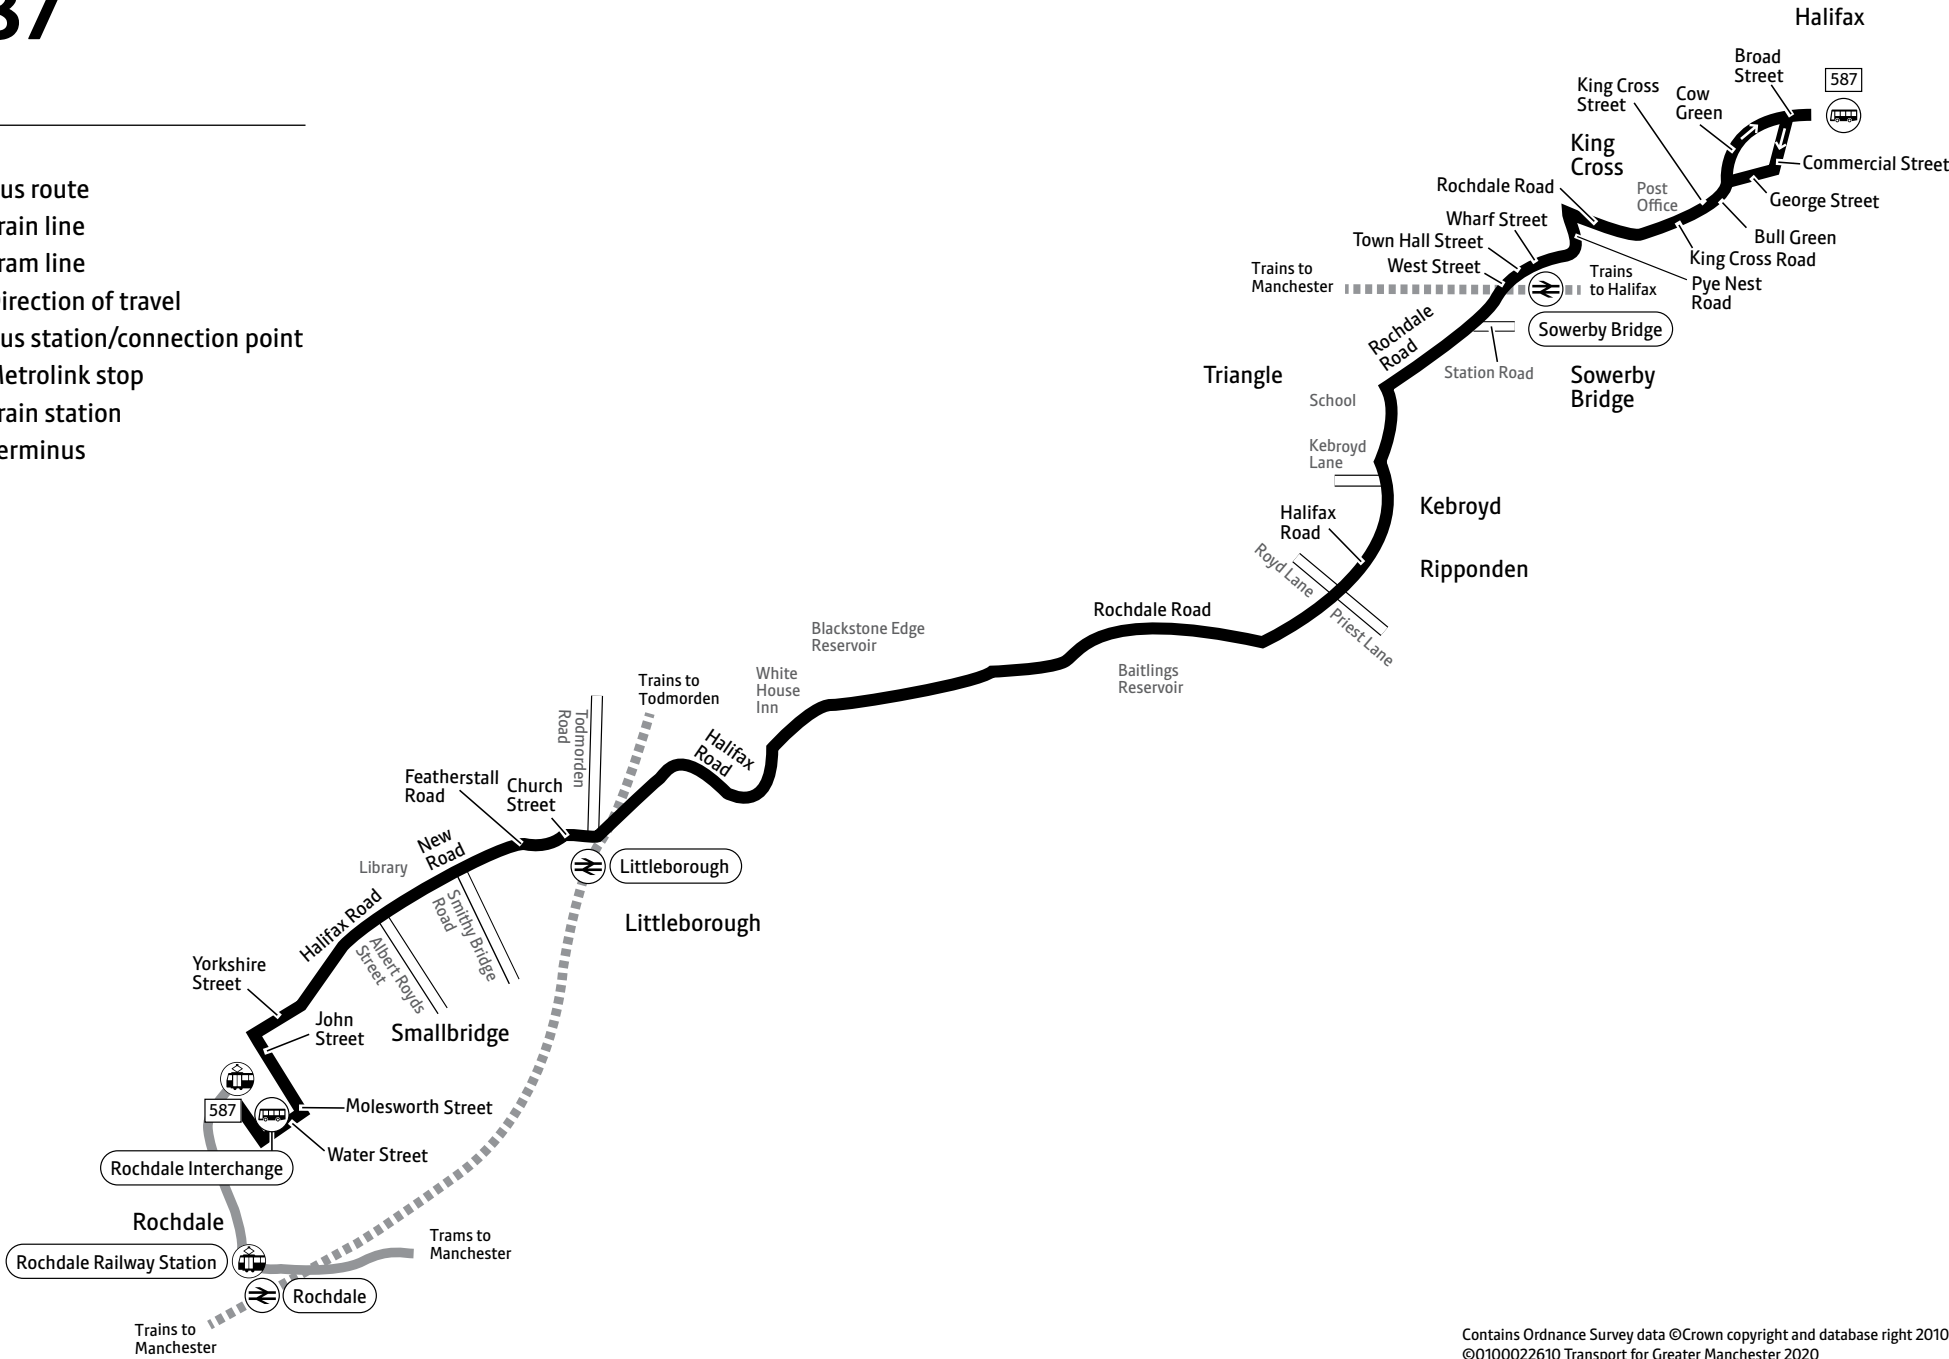 37
us route
rain line
ram line
irection of travel
us station/connection point
Metrolink stop
rain station
erminus
Halifax
Broad
Street
587
King Cross
Street
Cow
Green
King
Cross
Commercial Street
Post
Office
George Street
Rochdale Road
Wharf Street
Bull Green
Town Hall Street
King Cross Road
West Street
Trains to
Manchester
Trains
to Halifax
Pye Nest
Road
Rochdale
Road
Sowerby Bridge
Station Road
Triangle
Sowerby
Bridge
School
Kebroyd
Lane
Kebroyd
Halifax
Road
Royd Lane
Ripponden
Priest Lane
Rochdale Road
Blackstone Edge
Reservoir
Baitlings
Reservoir
White
House
Inn
Trains to
Todmorden
Todmorden
Road
Halifax
Road
Featherstall
Road
Church
Street
New
Road
Library
Littleborough
Littleborough
Smithy Bridge
Road
Halifax Road
Albert Royds
Street
Yorkshire
Street
John
Street
Smallbridge
587
Molesworth Street
Water Street
Rochdale Interchange
Rochdale
Trams to
Manchester
Rochdale Railway Station
Rochdale
Trains to
Manchester
Contains Ordnance Survey data ©Crown copyright and database right 2010
©0100022610 Transport for Greater Manchester 2020